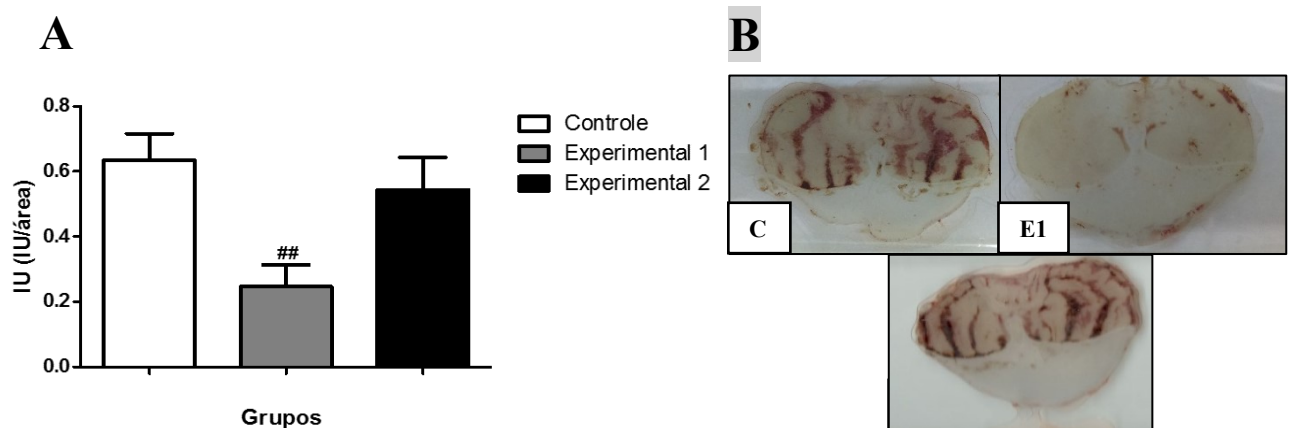 A
0.8
0.6
0.4
0.2
0.0
IU (IU/área)
##
Grupos
Controle
Experimental 1
Experimental 2
B
C
E1